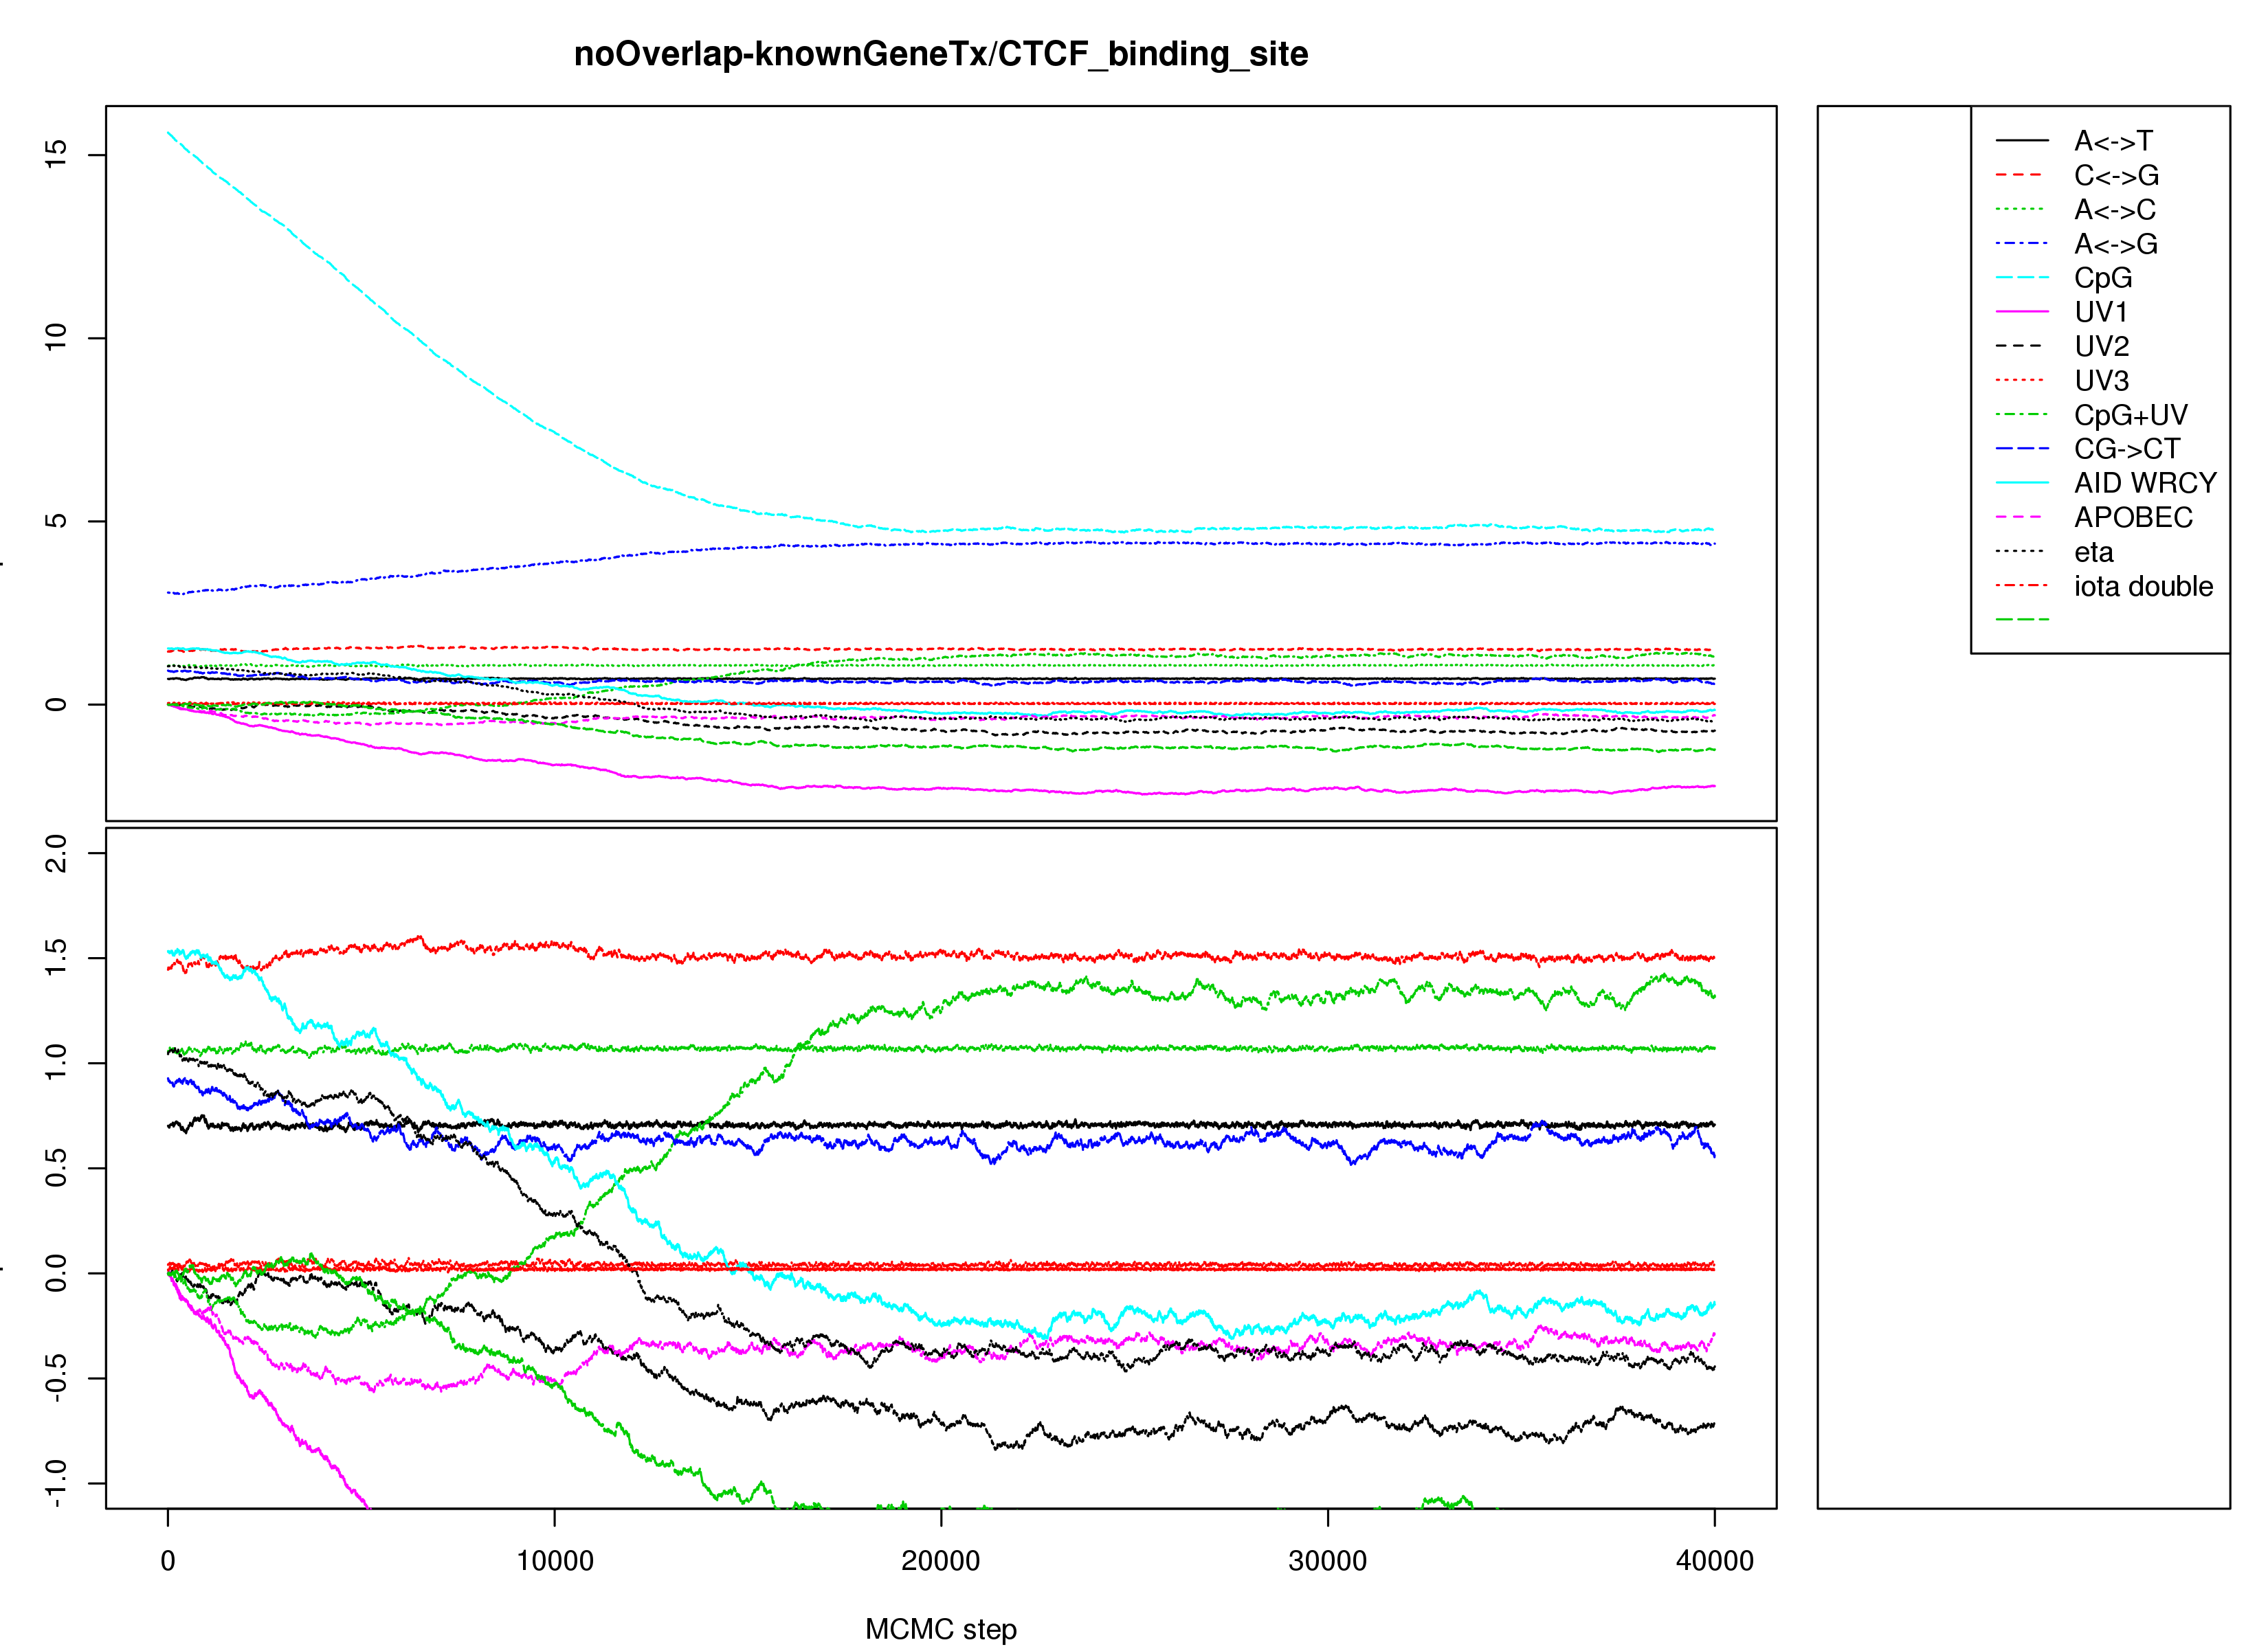 noOverlap-knownGeneTx/CTCF_binding_site
15
10
5
0
A<->T
C<->G
A<->C
A<->G
CpG
UV1
UV2
UV3
CpG+UV
CG->CT
AID WRCY
APOBEC
eta
iota double
2.0
1.5
1.0
0.5
0.0
-0.5
-1.0
0 10000 20000 30000 40000
MCMC step